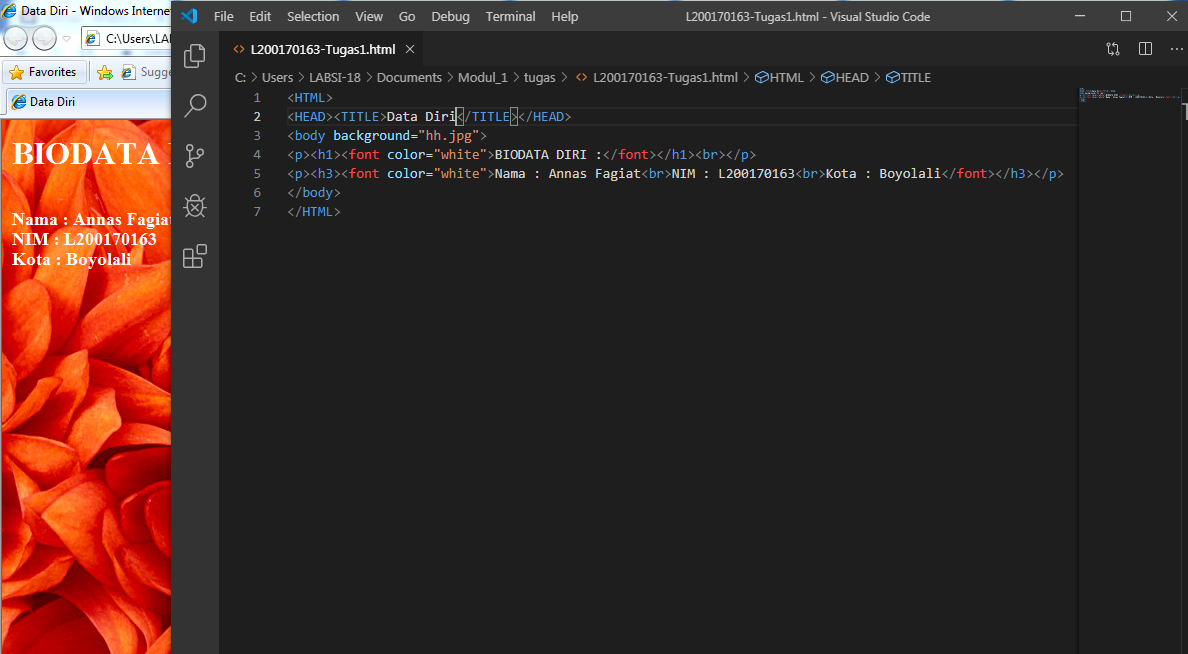 Data Diri - Windows Interne
C:\Users\LAB
Favorites
Sugge
Data Diri
BIODATA
Nama : Annas Fagiat
NIM : L200170163
Kota : Boyolali
File Edit Selection View Go Debug Terminal Help
L200170163-Tugas1.html - Visual Studio Code
<> L200170163-Tugas1.html ×
C: > Users > LABSI-18 > Documents > Modul_1 > tugas > <> L200170163-Tugas1.html > HTML > HEAD > TITLE
1 <HTML>
2 <HEAD><TITLE>Data Diri</TITLE></HEAD>
3 <body background="hh.jpg">
4 <p><h1><font color="white">BIODATA DIRI :</font></h1><br></p>
5 <p><h3><font color="white">Nama : Annas Fagiat<br>NIM : L200170163<br>Kota : Boyolali</font></h3></p>
6 </body>
7 </HTML>